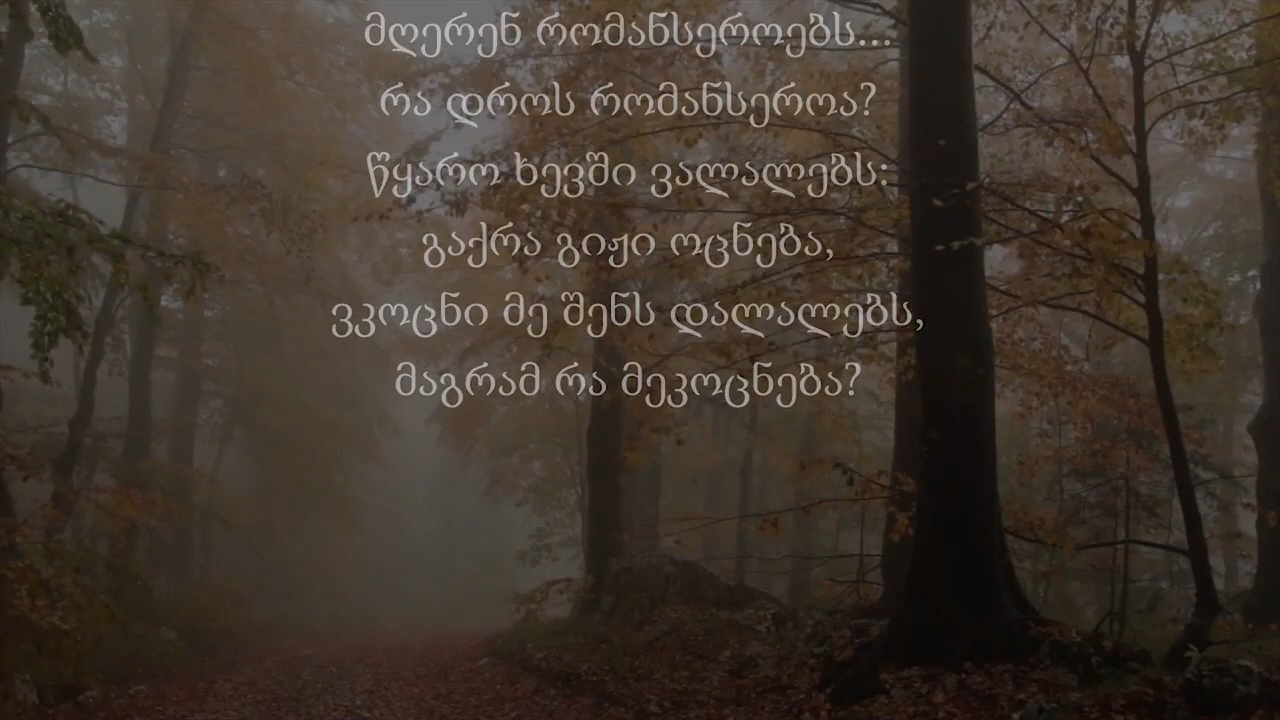 მღერენ რომანსეროებს...
რა დროს რომანსეროა?
წყარო ხევში ვალალებს:
გაქრა გიჟი ოცნება,
ვკოცნი მე შენს დალალებს,
მაგრამ რა მეკოცნება?